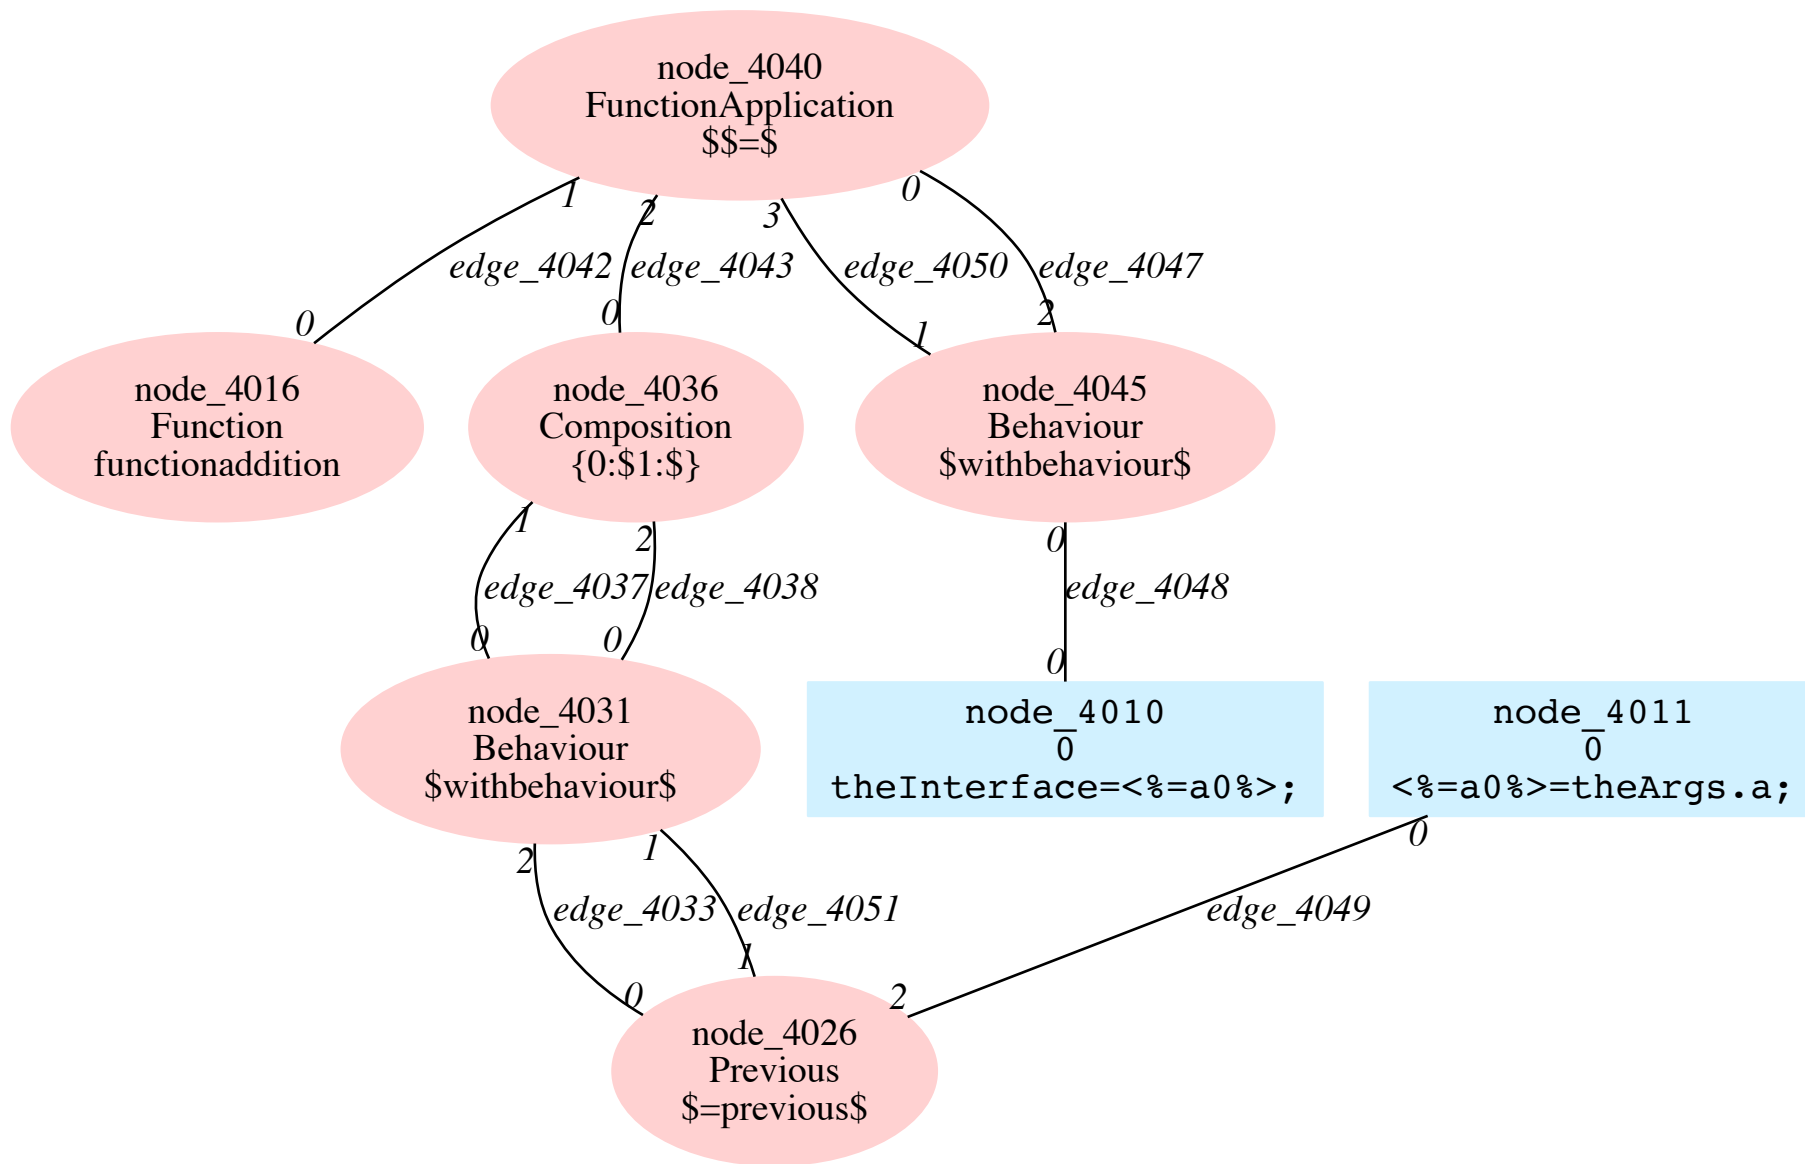 node_4040
FunctionApplication
$$=$
1
2
3
0
edge_4042
edge_4043
edge_4050
edge_4047
0
0
1
2
node_4016
Function
functionaddition
node_4036
Composition
{0:$1:$}
node_4045
Behaviour
$withbehaviour$
1
2
0
edge_4037
edge_4038
edge_4048
0
0
0
node_4031
Behaviour
$withbehaviour$
node_4010
0
theInterface=<%=a0%>;
node_4011
0
<%=a0%>=theArgs.a;
2
1
0
edge_4033
edge_4051
edge_4049
0
1
2
node_4026
Previous
$=previous$